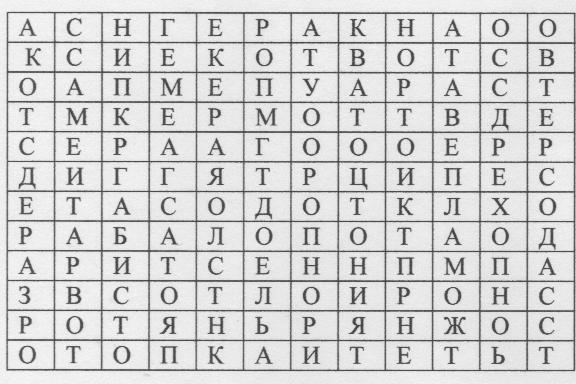 А С Н Г Е Р А К Н А О О
К С И Е К О Т В О Т С В
О А П М Е П У А Р А С Т
Т М К Е Р М О Т Т В Д Е
С Е Р А А Г О О О Е Р Р
Д И Г Г Я Т Р Ц И П Е С
Е Т А С О Д О Т К Л Х О
Р А Б А Л О П О Т А О Д
А Р И Т С Е Н Н П М П А
З В С О Т Л О И Р О Н С
Р О Т Я Н Ь Р Я Н Ж О С
О Т О П К А И Т Е Т Ь Т